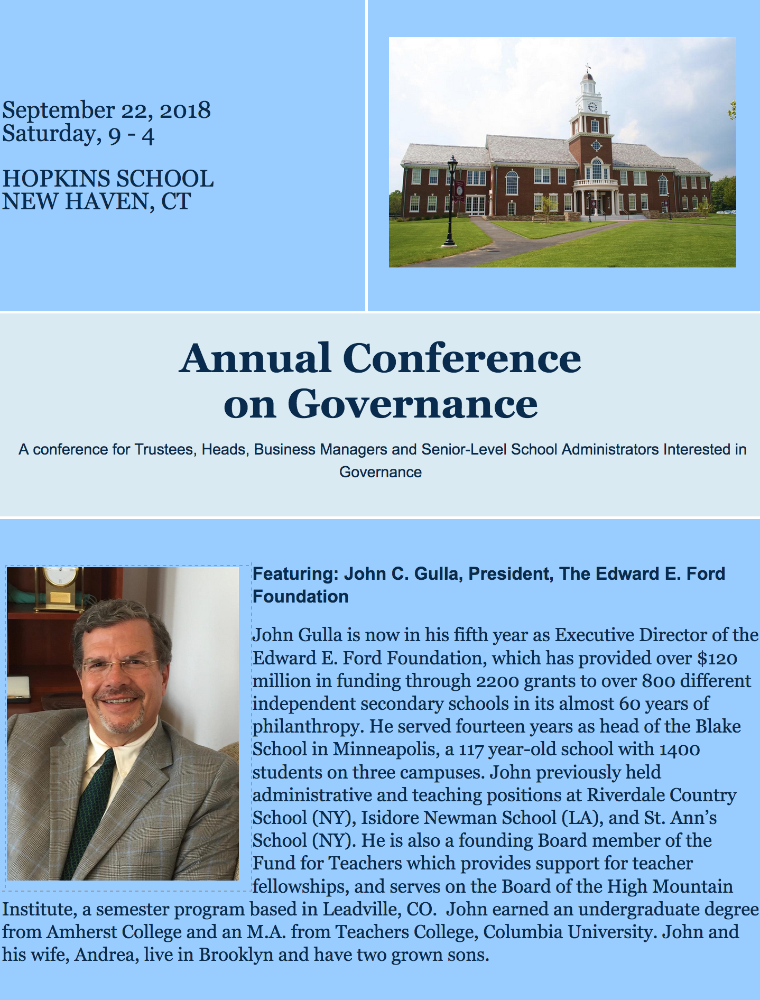 September 22, 2018
Saturday, 9 - 4
HOPKINS SCHOOL
NEW HAVEN, CT
Annual Conference
on Governance
A conference for Trustees, Heads, Business Managers and Senior-Level School Administrators Interested in
Governance
Featuring: John C. Gulla, President, The Edward E. Ford
Foundation
John Gulla is now in his fifth year as Executive Director of the
Edward E. Ford Foundation, which has provided over $120
million in funding through 2200 grants to over 800 different
independent secondary schools in its almost 60 years of
philanthropy. He served fourteen years as head of the Blake
School in Minneapolis, a 117 year-old school with 1400
students on three campuses. John previously held
administrative and teaching positions at Riverdale Country
School (NY), Isidore Newman School (LA), and St. Ann’s
School (NY). He is also a founding Board member of the
Fund for Teachers which provides support for teacher
fellowships, and serves on the Board of the High Mountain
Institute, a semester program based in Leadville, CO.  John earned an undergraduate degree
from Amherst College and an M.A. from Teachers College, Columbia University. John and
his wife, Andrea, live in Brooklyn and have two grown sons.